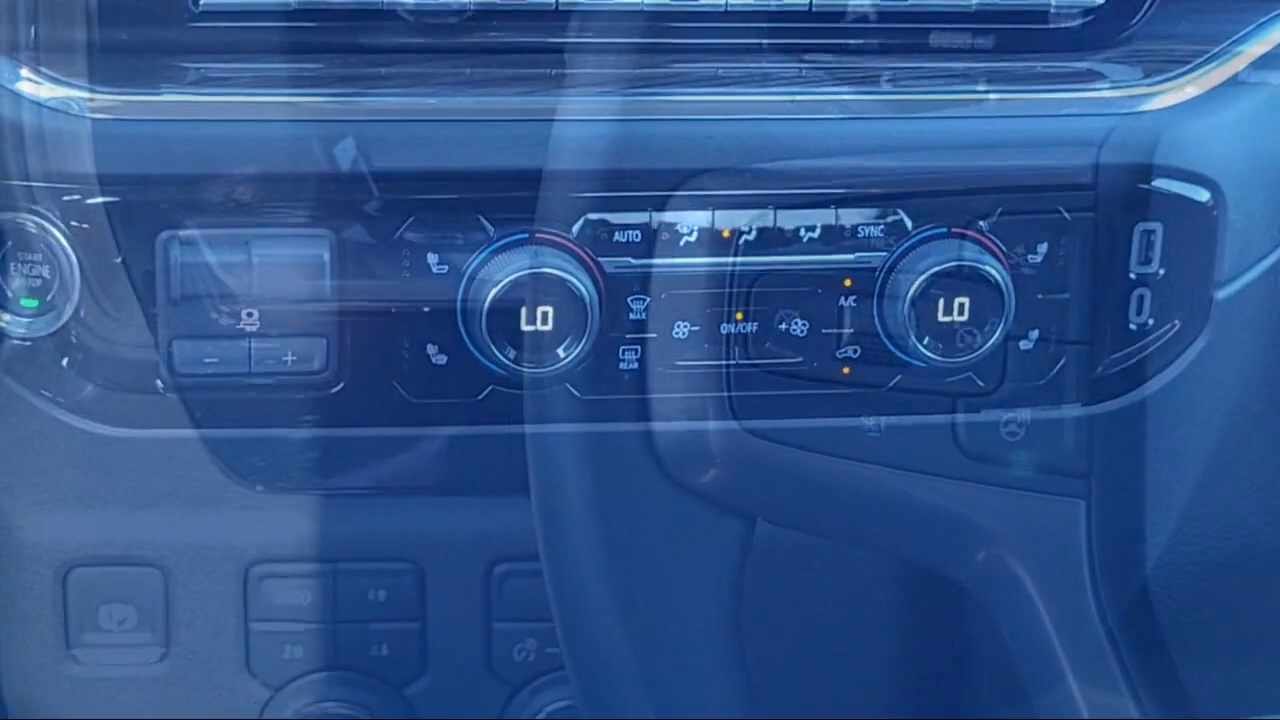 START
ENGINE
STOP
AUTO
SYNC
LO
LO
MAX
A/C
ON/OFF
REAR